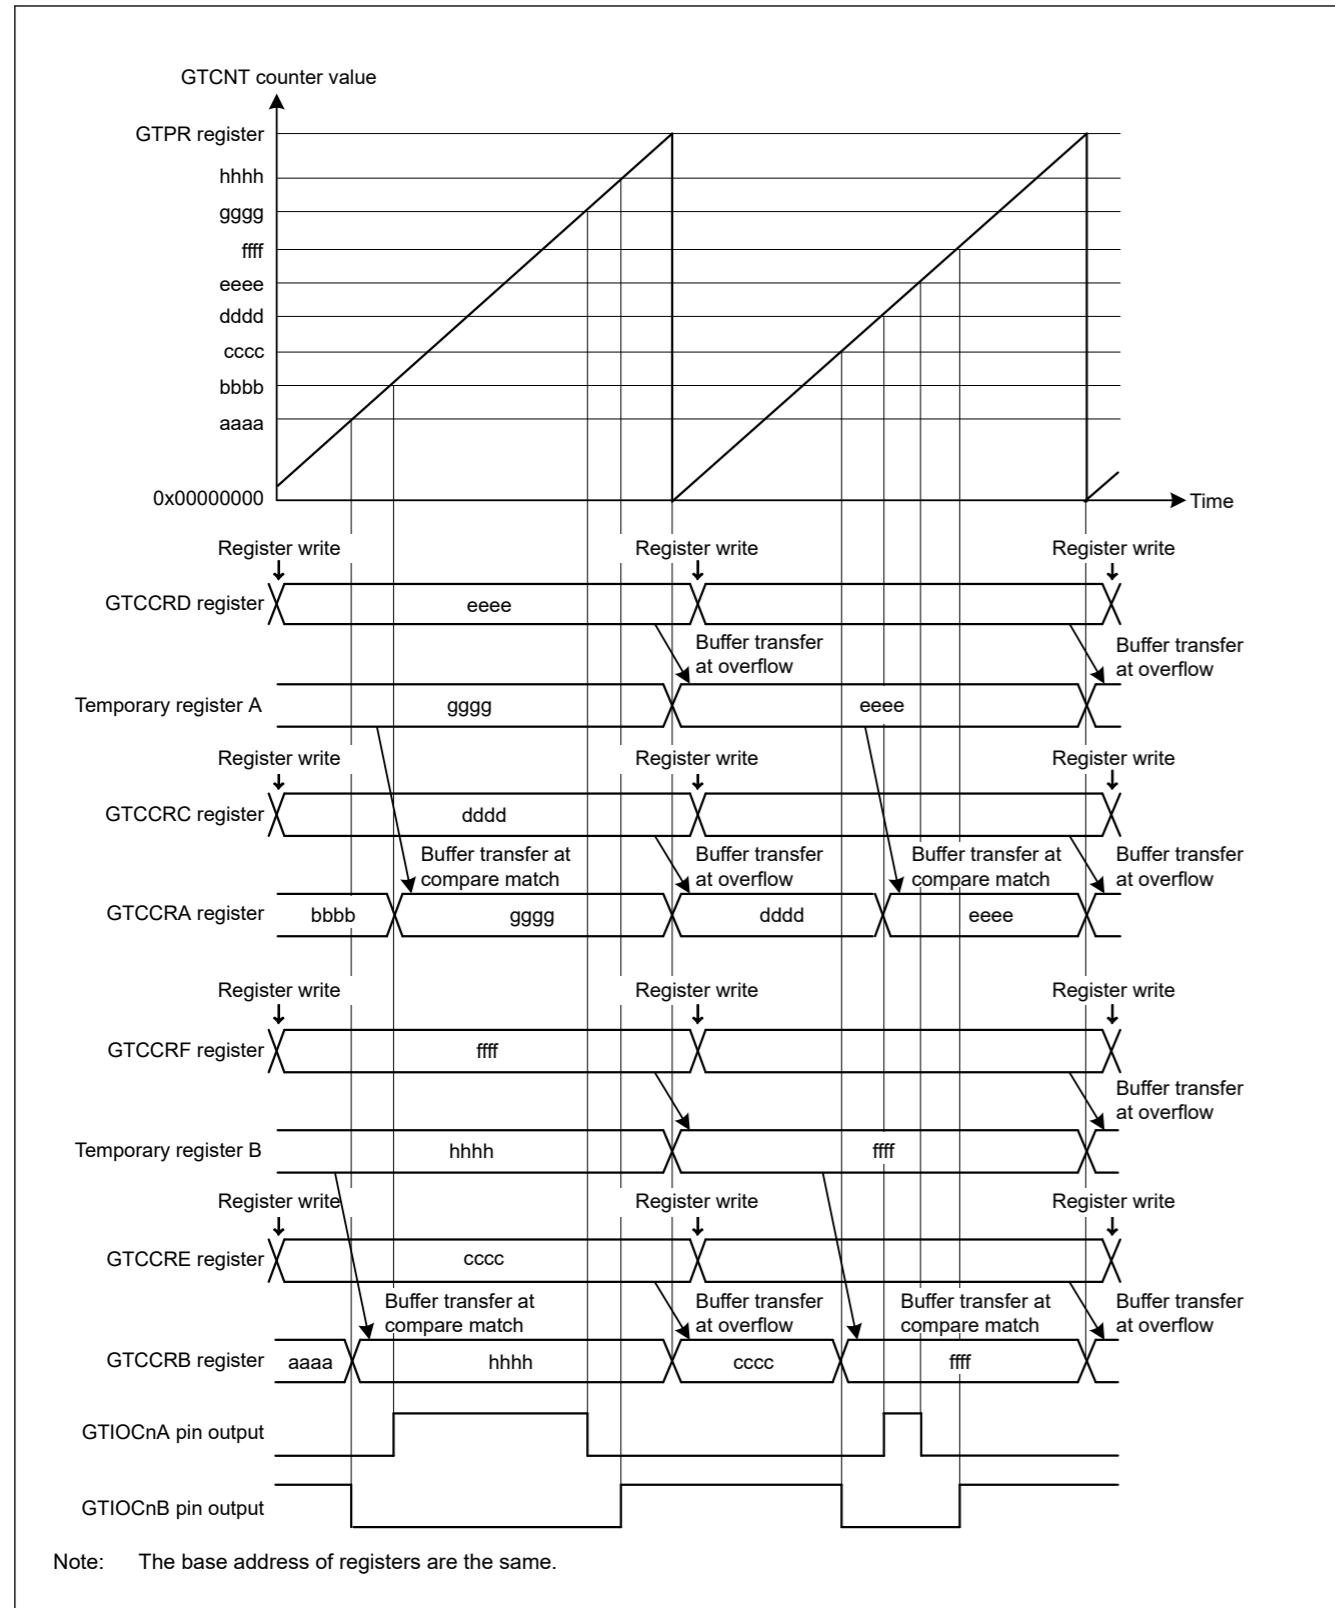 GTCNT counter value
GTPR register
hhhh
gggg
ffff
eeee
dddd
cccc
bbbb
aaaa
0x00000000
Time
Register write
Register write
Register write
GTCCRD register
eeee
Buffer transfer
at overflow
Buffer transfer
at overflow
Temporary register A
gggg
eeee
Register write
Register write
Register write
GTCCRC register
dddd
Buffer transfer at
compare match
Buffer transfer
at overflow
Buffer transfer at
compare match
Buffer transfer
at overflow
GTCCRA register
bbbb
gggg
dddd
eeee
Register write
Register write
Register write
GTCCRF register
ffff
Buffer transfer
at overflow
Temporary register B
hhhh
ffff
Register write
Register write
Register write
GTCCRE register
cccc
Buffer transfer at
compare match
Buffer transfer
at overflow
Buffer transfer at
compare match
Buffer transfer
at overflow
GTCCRB register
aaaa
hhhh
cccc
ffff
GTIOCnA pin output
GTIOCnB pin output
Note: The base address of registers are the same.